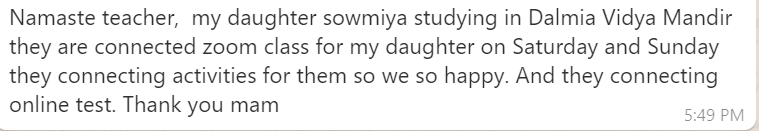 Namaste teacher,  my daughter sowmiya studying in Dalmia Vidya Mandir
they are connected zoom class for my daughter on Saturday and Sunday
they connecting activities for them so we so happy. And they connecting
online test. Thank you mam
5:49 PM